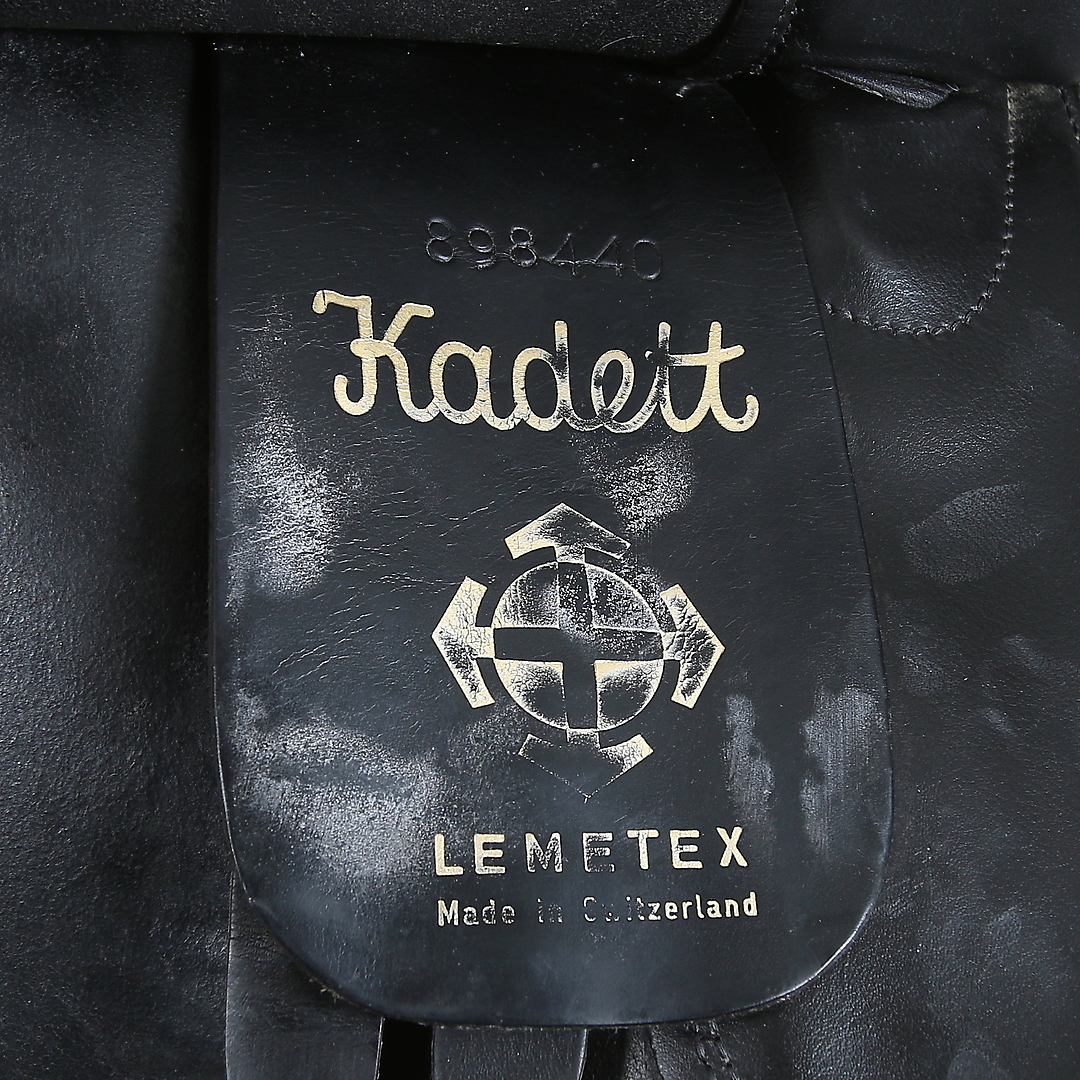 898440
Kadett
LEMETEX
Made in Switzerland